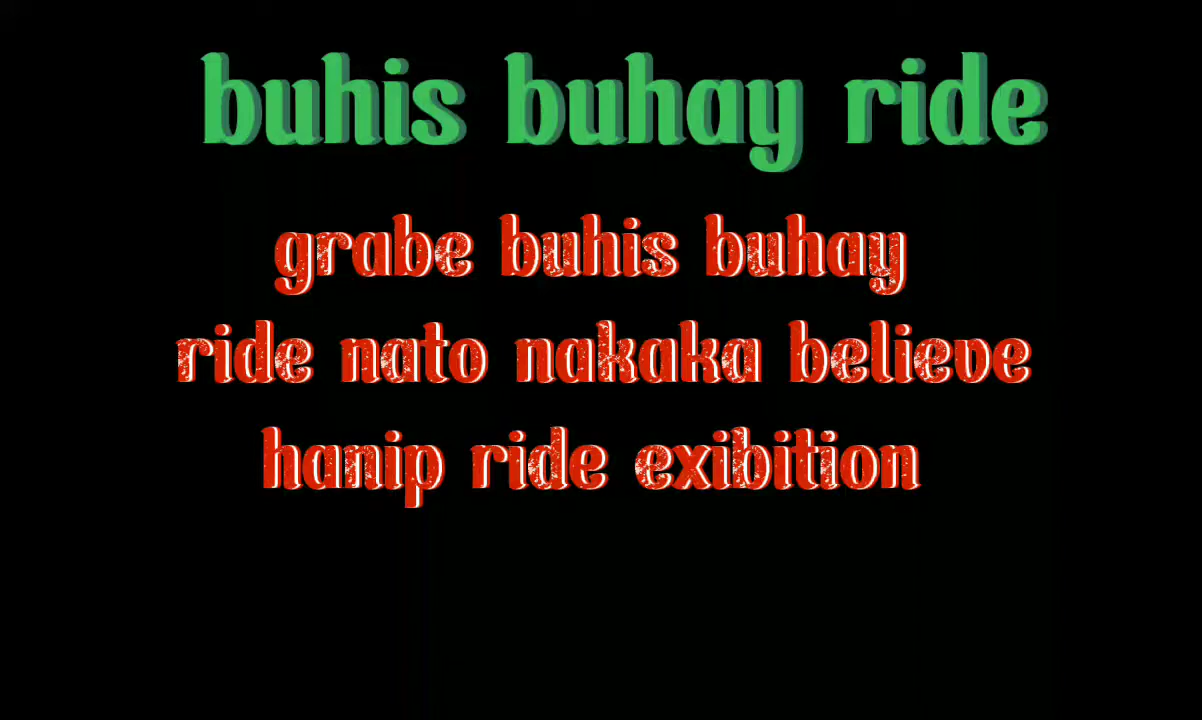 buhis buhay ride
grabe buhis buhay
ride nato nakaka believe
hanip ride exibition